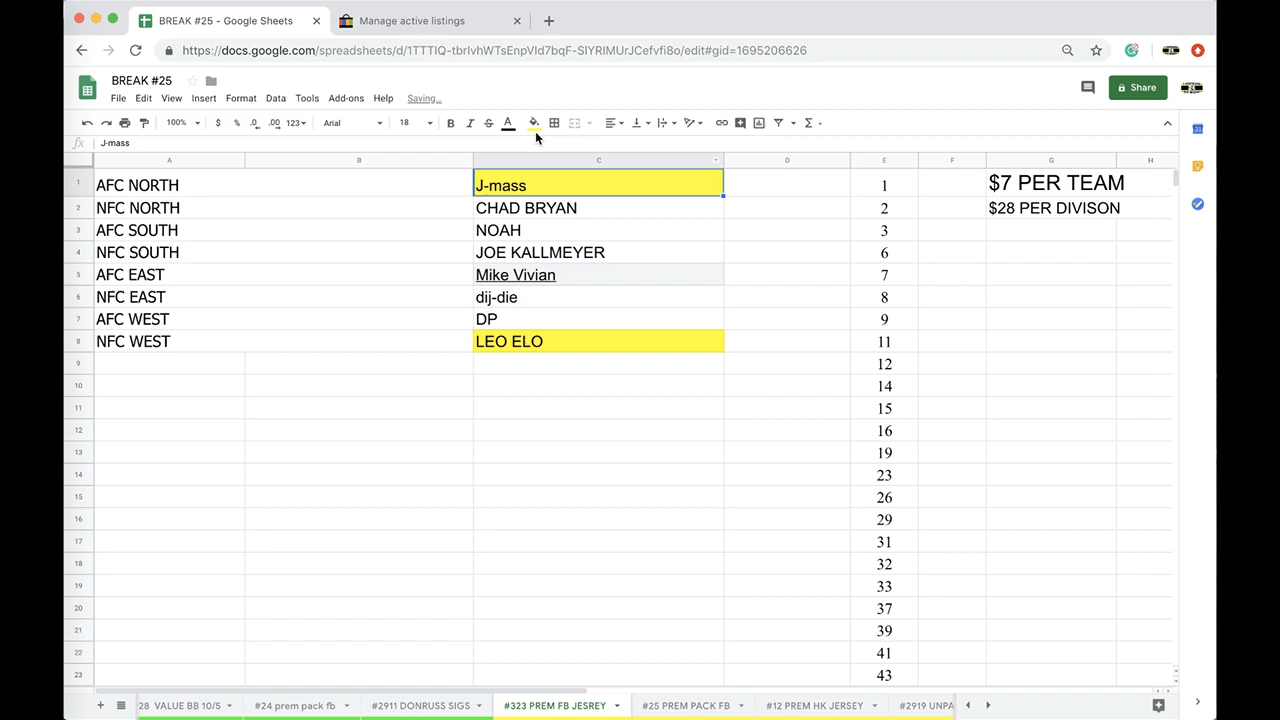 BREAK #25 - Google Sheets
Manage active listings
https://docs.google.com/spreadsheets/d/1TTTIQ-tbrIvhWTsEnpVId7bqF-SIYRIMUrJCefvfi8o/edit#gid=1695206626
BREAK #25
File Edit View Insert Format Data Tools Add-ons Help Saving...
Share
100% $ % .0 .00 123 Arial 18 B I S A
fx J-mass
A B C D E F G H
1 AFC NORTH J-mass 1 $7 PER TEAM
2 NFC NORTH CHAD BRYAN 2 $28 PER DIVISON
3 AFC SOUTH NOAH 3
4 NFC SOUTH JOE KALLMEYER 6
5 AFC EAST Mike Vivian 7
6 NFC EAST dij-die 8
7 AFC WEST DP 9
8 NFC WEST LEO ELO 11
9 12
10 14
11 15
12 16
13 19
14 23
15 26
16 29
17 31
18 32
19 33
20 37
21 39
22 41
23 43
28 VALUE BB 10/5 #24 prem pack fb #2911 DONRUSS SIGS #323 PREM FB JESREY #25 PREM PACK FB #12 PREM HK JERSEY #2919 UNPA